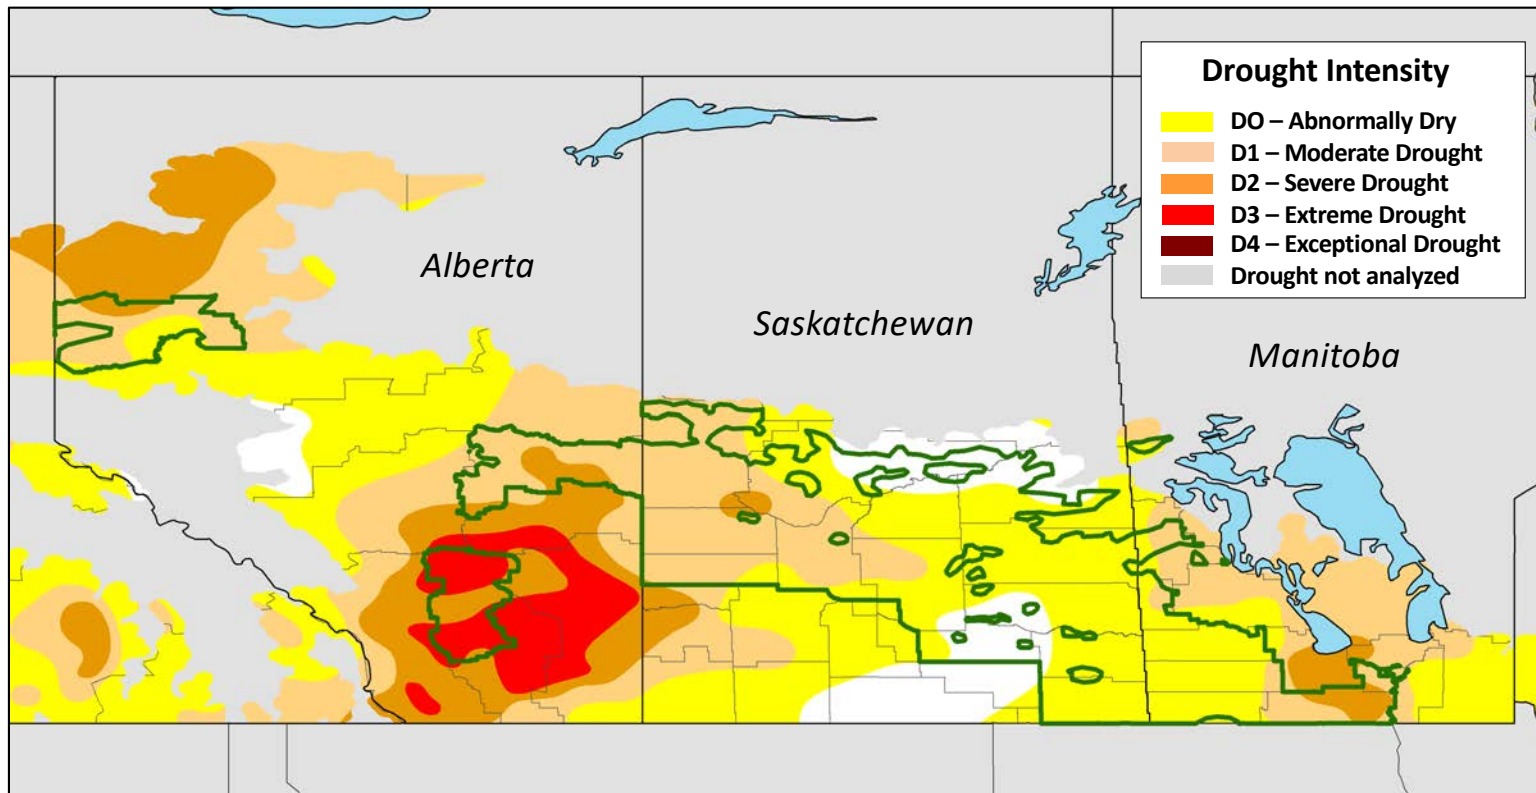 Drought Intensity
DO – Abnormally Dry
D1 – Moderate Drought
D2 – Severe Drought
D3 – Extreme Drought
D4 – Exceptional Drought
Drought not analyzed
Alberta
Saskatchewan
Manitoba